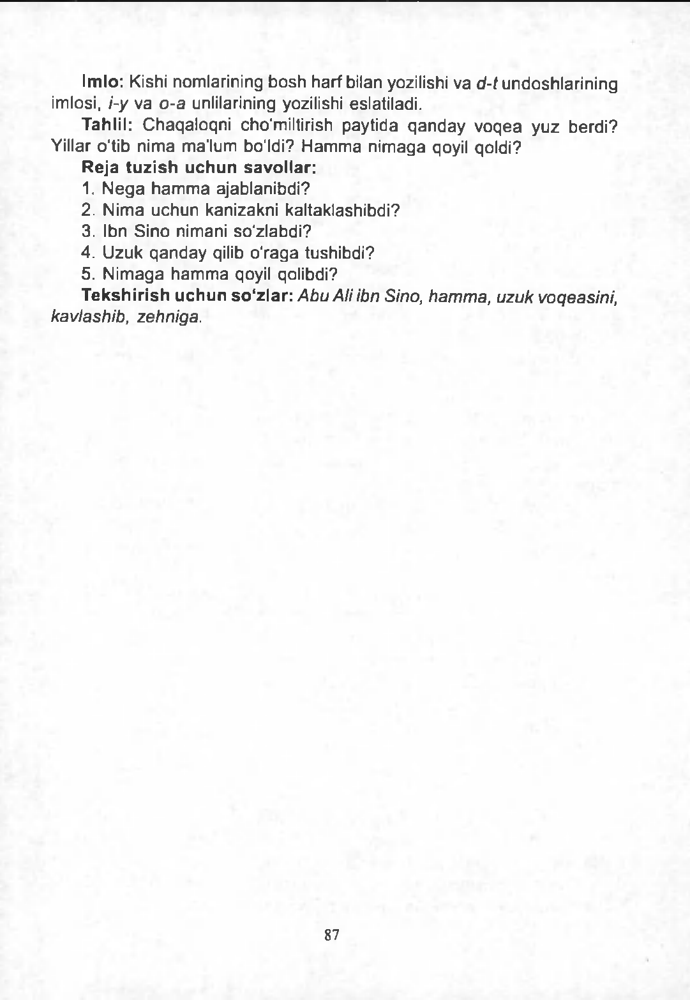 Imlo: Kishi nomlarining bosh harf bilan yozilishi va d-t undoshlarining
imlosi, i-y va o-a unlilarining yozilishi eslatiladi.
Tahlil: Chaqaloqni cho'miltirish paytida qanday voqea yuz berdi?
Yillar o'tib nima ma'lum bo'ldi? Hamma nimaga qoyil qoldi?
Reja tuzish uchun savollar:
1. Nega hamma ajablanibdi?
2. Nima uchun kanizakni kaltaklashibdi?
3. Ibn Sino nimani so'zlabdi?
4. Uzuk qanday qilib o'raga tushibdi?
5. Nimaga hamma qoyil qolibdi?
Tekshirish uchun so‘zlar: Abu Ali ibn Sino, hamma, uzuk voqeasini,
kavlashib, zehniga.
87